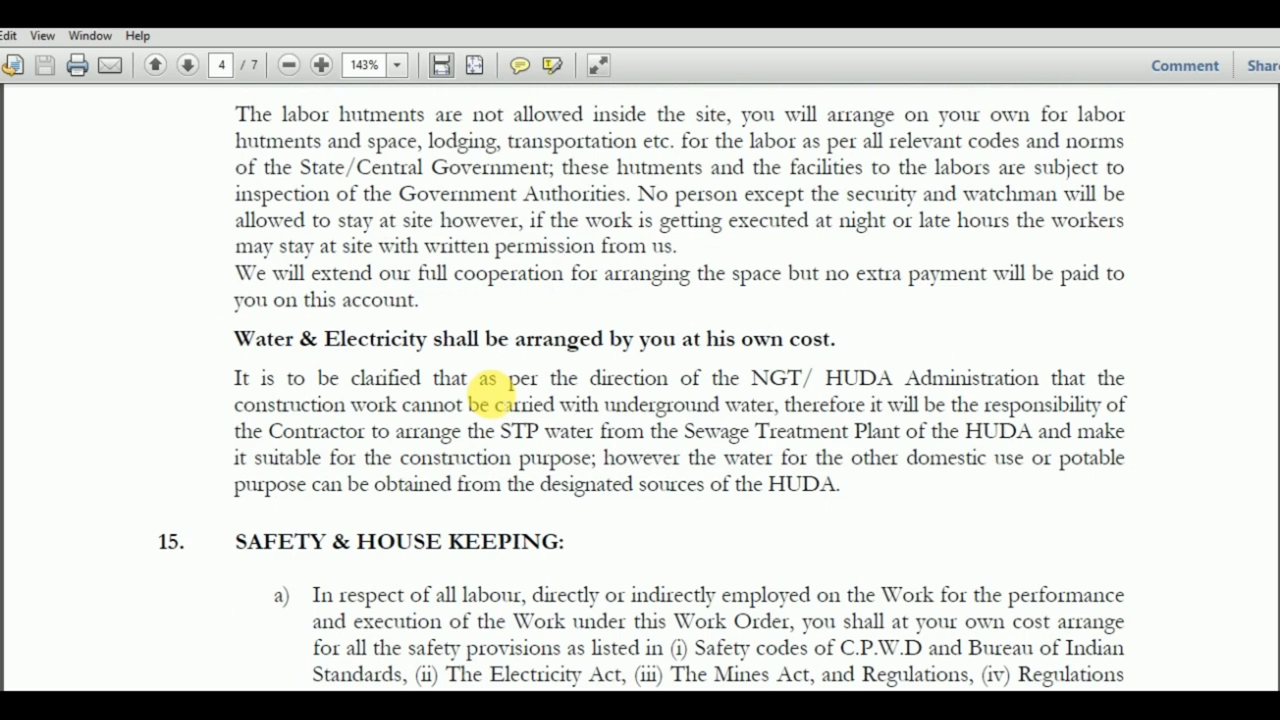 Edit View Window Help
4 / 7 143% Comment Shar
The labor hutments are not allowed inside the site, you will arrange on your own for labor
hutments and space, lodging, transportation etc. for the labor as per all relevant codes and norms
of the State/Central Government; these hutments and the facilities to the labors are subject to
inspection of the Government Authorities. No person except the security and watchman will be
allowed to stay at site however, if the work is getting executed at night or late hours the workers
may stay at site with written permission from us.
We will extend our full cooperation for arranging the space but no extra payment will be paid to
you on this account.
Water & Electricity shall be arranged by you at his own cost.
It is to be clarified that as per the direction of the NGT/ HUDA Administration that the
construction work cannot be carried with underground water, therefore it will be the responsibility of
the Contractor to arrange the STP water from the Sewage Treatment Plant of the HUDA and make
it suitable for the construction purpose; however the water for the other domestic use or potable
purpose can be obtained from the designated sources of the HUDA.
15. SAFETY & HOUSE KEEPING:
a) In respect of all labour, directly or indirectly employed on the Work for the performance
and execution of the Work under this Work Order, you shall at your own cost arrange
for all the safety provisions as listed in (i) Safety codes of C.P.W.D and Bureau of Indian
Standards, (ii) The Electricity Act, (iii) The Mines Act, and Regulations, (iv) Regulations